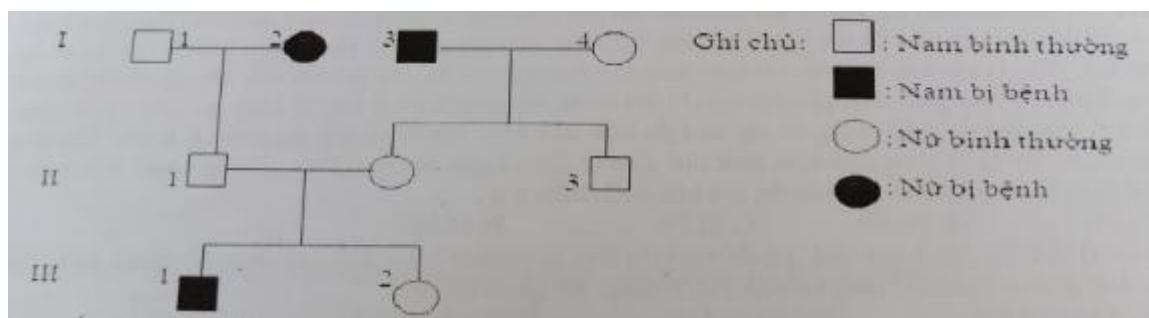 I 1 2 3 4 Ghi chú: : Nam bình thường
: Nam bị bệnh
: Nữ bình thường
II 1 3
: Nữ bị bệnh
III 1 2